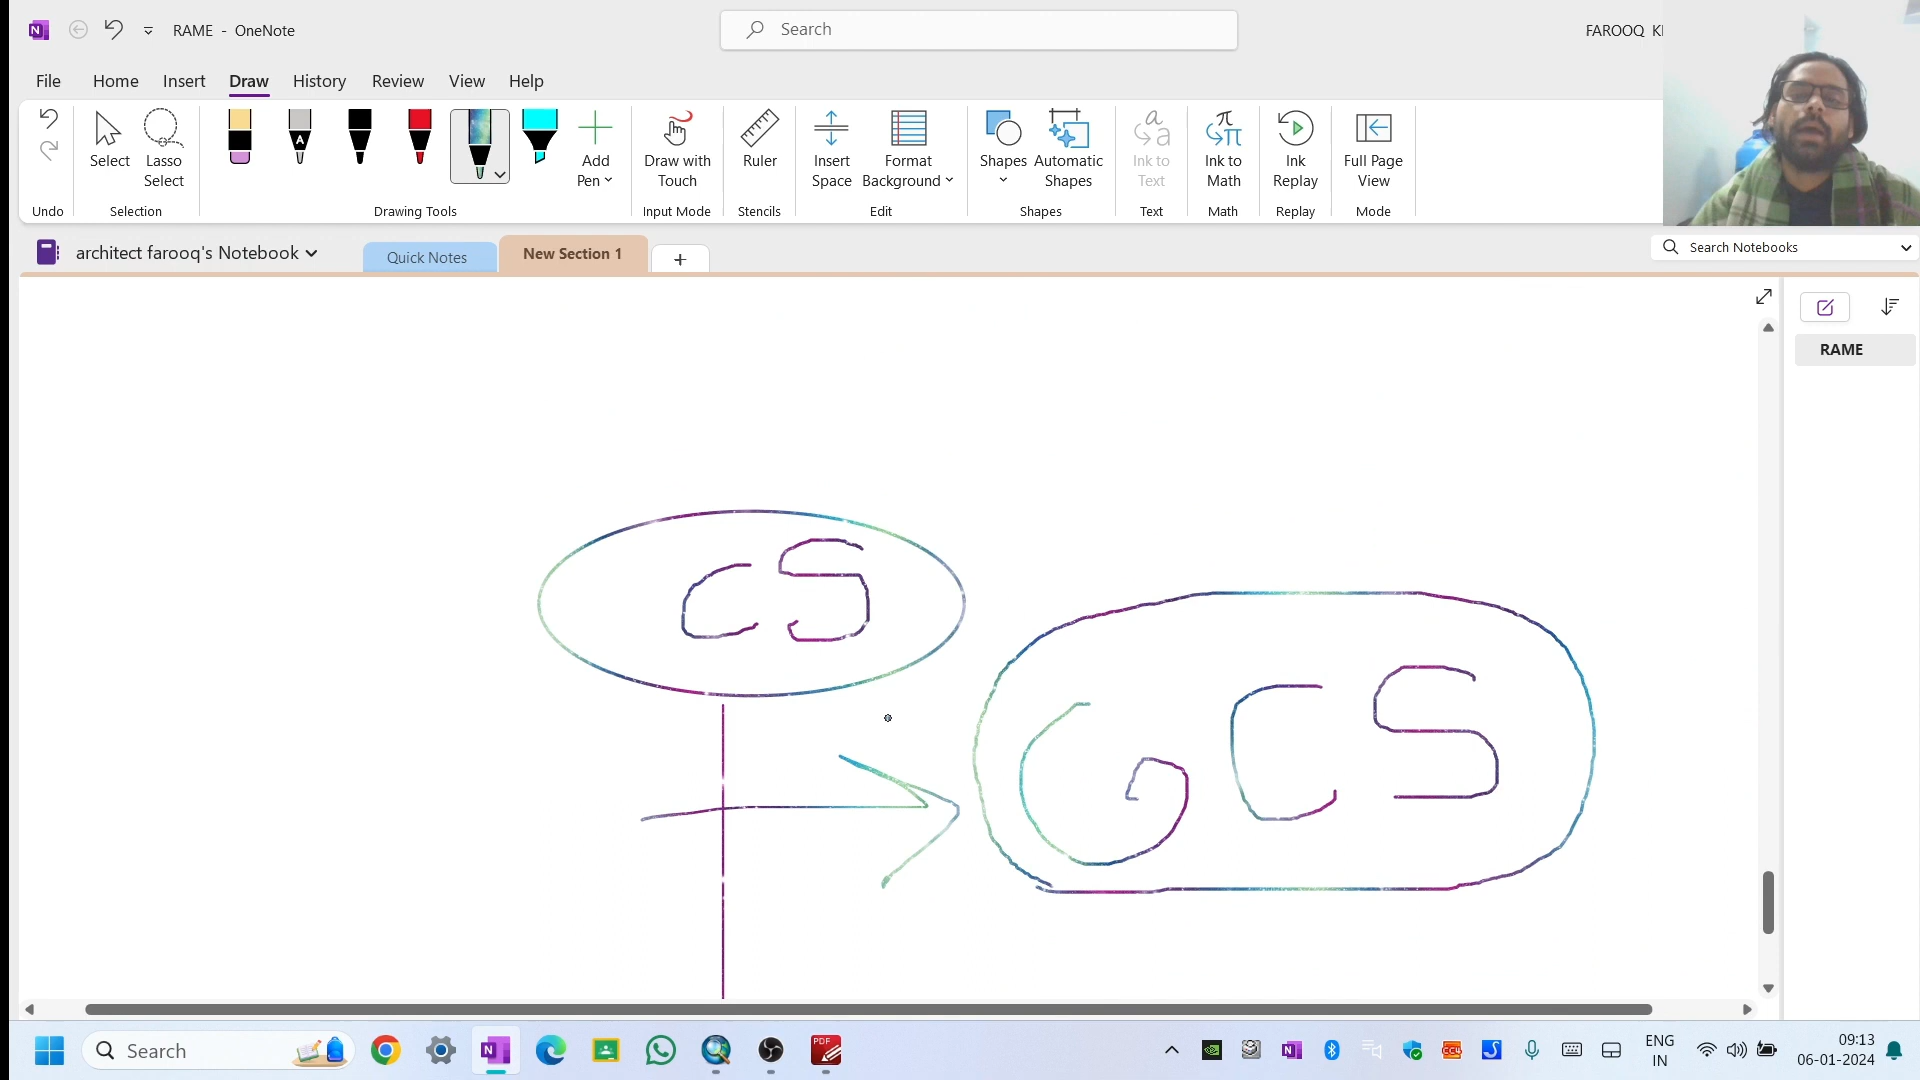 RAME - OneNote
Search
FAROOQ
File Home Insert Draw History Review View Help
Select
Lasso Select
Add Pen
Draw with Touch
Ruler
Insert Space
Format Background
Shapes
Automatic Shapes
Ink to Text
Ink to Math
Ink Replay
Full Page View
Undo Selection Drawing Tools Input Mode Stencils Edit Shapes Text Math Replay Mode
architect farooq's Notebook
Quick Notes
New Section 1
Search Notebooks
RAME
CS
GCS
Search
PDF
ENG
IN
09:13
06-01-2024